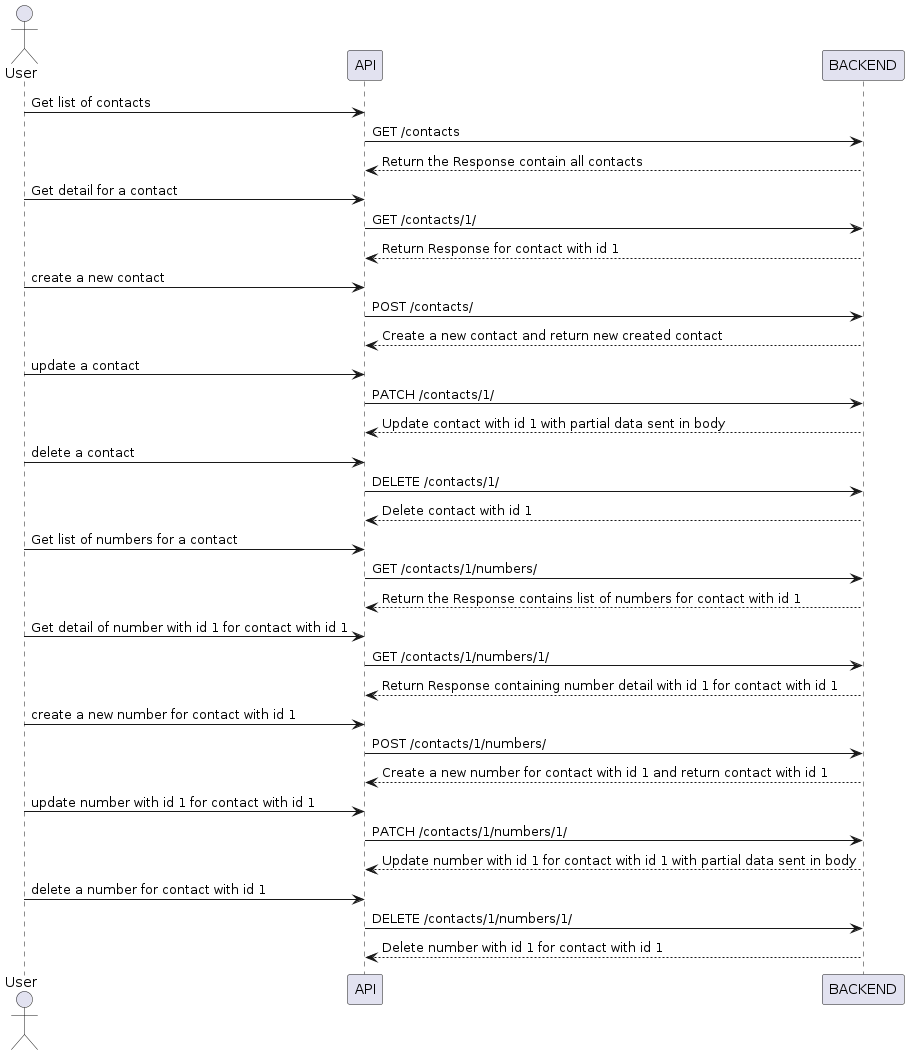 User
API
BACKEND
Get list of contacts
GET /contacts
Return the Response contain all contacts
Get detail for a contact
GET /contacts/1/
Return Response for contact with id 1
create a new contact
POST /contacts/
Create a new contact and return new created contact
update a contact
PATCH /contacts/1/
Update contact with id 1 with partial data sent in body
delete a contact
DELETE /contacts/1/
Delete contact with id 1
Get list of numbers for a contact
GET /contacts/1/numbers/
Return the Response contains list of numbers for contact with id 1
Get detail of number with id 1 for contact with id 1
GET /contacts/1/numbers/1/
Return Response containing number detail with id 1 for contact with id 1
create a new number for contact with id 1
POST /contacts/1/numbers/
Create a new number for contact with id 1 and return contact with id 1
update number with id 1 for contact with id 1
PATCH /contacts/1/numbers/1/
Update number with id 1 for contact with id 1 with partial data sent in body
delete a number for contact with id 1
DELETE /contacts/1/numbers/1/
Delete number with id 1 for contact with id 1
User
API
BACKEND